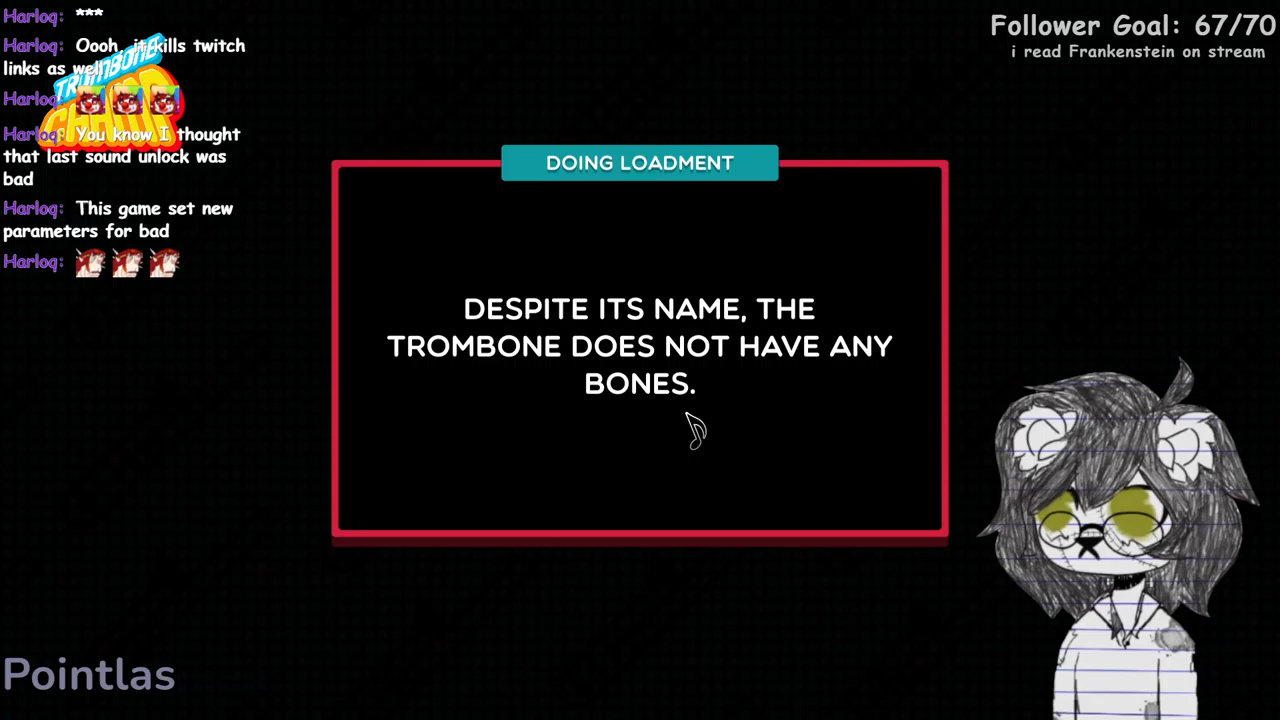 Harloq: ***
Harloq: Oooh, it kills twitch
links as well
TROMBONE
CHAMP
Harloq:
Harloq: You know I thought
that last sound unlock was
bad
Harloq: This game set new
parameters for bad
Harloq:
Follower Goal: 67/70
i read Frankenstein on stream
DOING LOADMENT
DESPITE ITS NAME, THE
TROMBONE DOES NOT HAVE ANY
BONES.
Pointlas